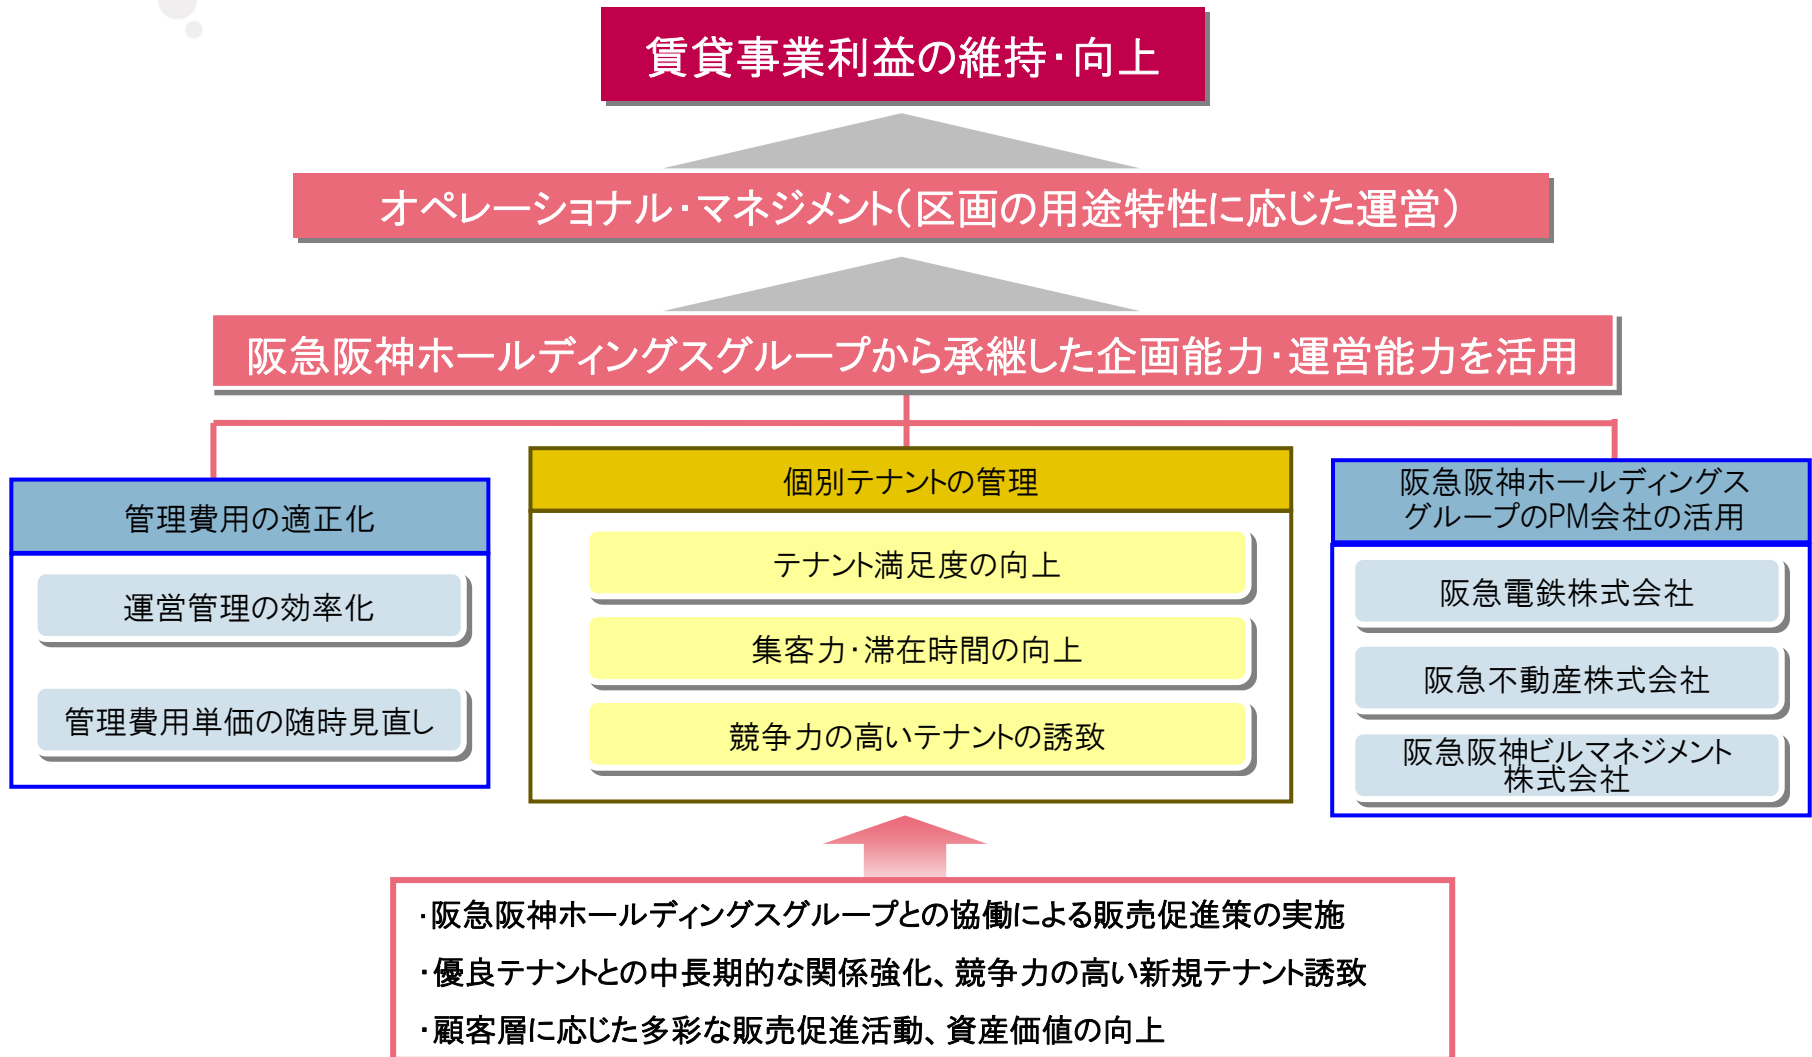 賃貸事業利益の維持・向上
オペレーショナル・マネジメント(区画の用途特性に応じた運営)
阪急阪神ホールディングスグループから承継した企画能力・運営能力を活用
管理費用の適正化
運営管理の効率化
管理費用単価の随時見直し
個別テナントの管理
テナント満足度の向上
集客力・滞在時間の向上
競争力の高いテナントの誘致
阪急阪神ホールディングス
グループのPM会社の活用
阪急電鉄株式会社
阪急不動産株式会社
阪急阪神ビルマネジメント
株式会社
・阪急阪神ホールディングスグループとの協働による販売促進策の実施
・優良テナントとの中長期的な関係強化、競争力の高い新規テナント誘致
・顧客層に応じた多彩な販売促進活動、資産価値の向上